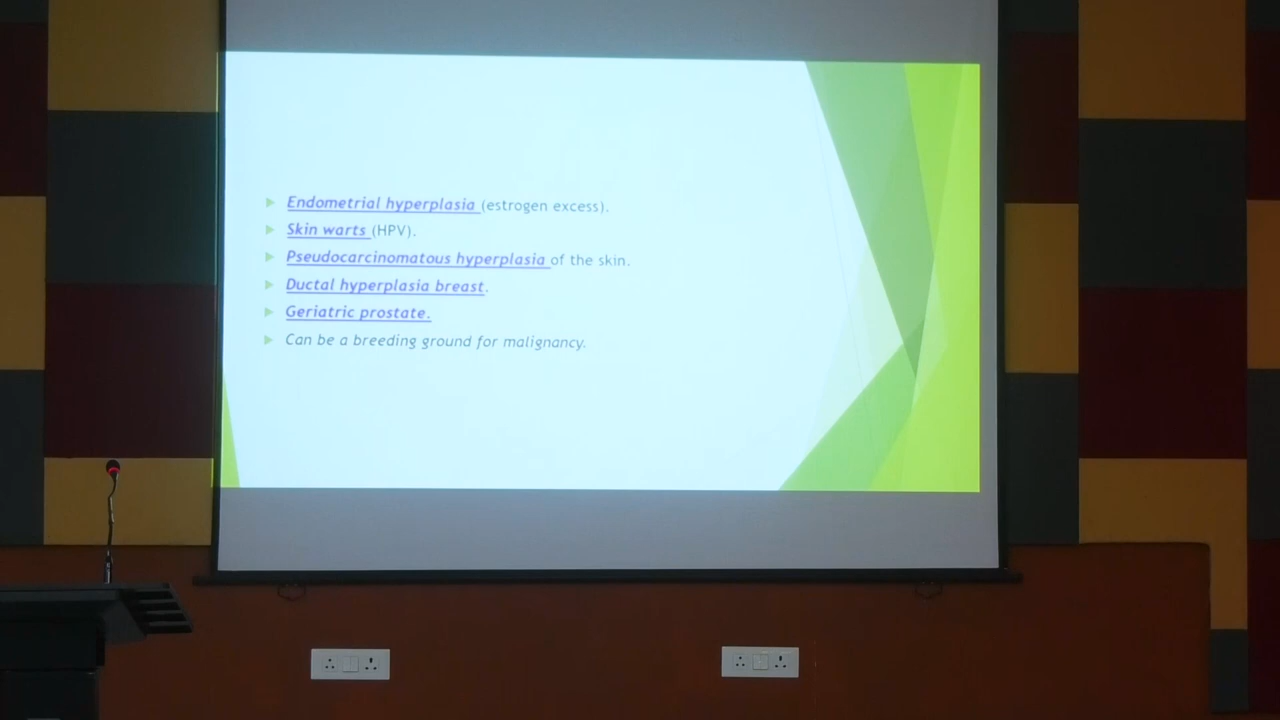 Endometrial hyperplasia (estrogen excess).
Skin warts (HPV).
Pseudocarcinomatous hyperplasia of the skin.
Ductal hyperplasia breast.
Geriatric prostate.
Can be a breeding ground for malignancy.